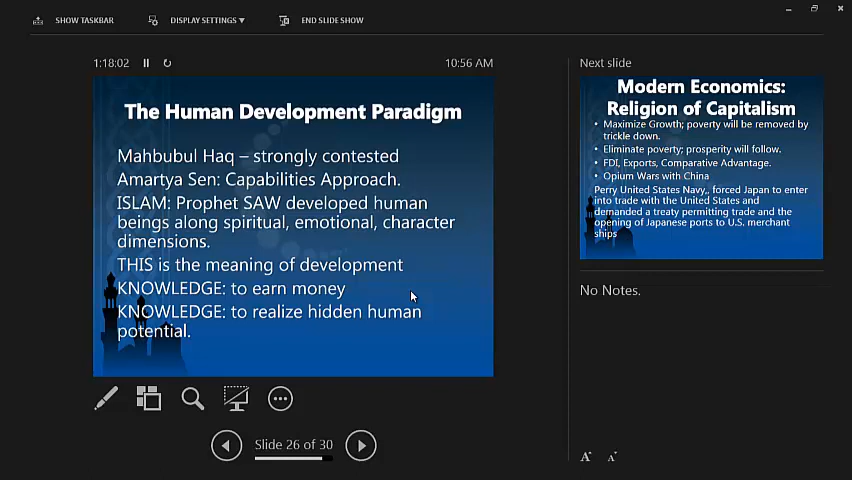 SHOW TASKBAR
DISPLAY SETTINGS ▼
END SLIDE SHOW
1:18:02
10:56 AM
The Human Development Paradigm
Mahbubul Haq – strongly contested
Amartya Sen: Capabilities Approach.
ISLAM: Prophet SAW developed human
beings along spiritual, emotional, character
dimensions.
THIS is the meaning of development
KNOWLEDGE: to earn money
KNOWLEDGE: to realize hidden human
potential.
Slide 26 of 30
Next slide
Modern Economics:
Religion of Capitalism
• Maximize Growth; poverty will be removed by
trickle down.
• Eliminate poverty; prosperity will follow.
• FDI, Exports, Comparative Advantage.
• Opium Wars with China
Perry United States Navy,, forced Japan to enter
into trade with the United States and
demanded a treaty permitting trade and the
opening of Japanese ports to U.S. merchant
ships
No Notes.
A A